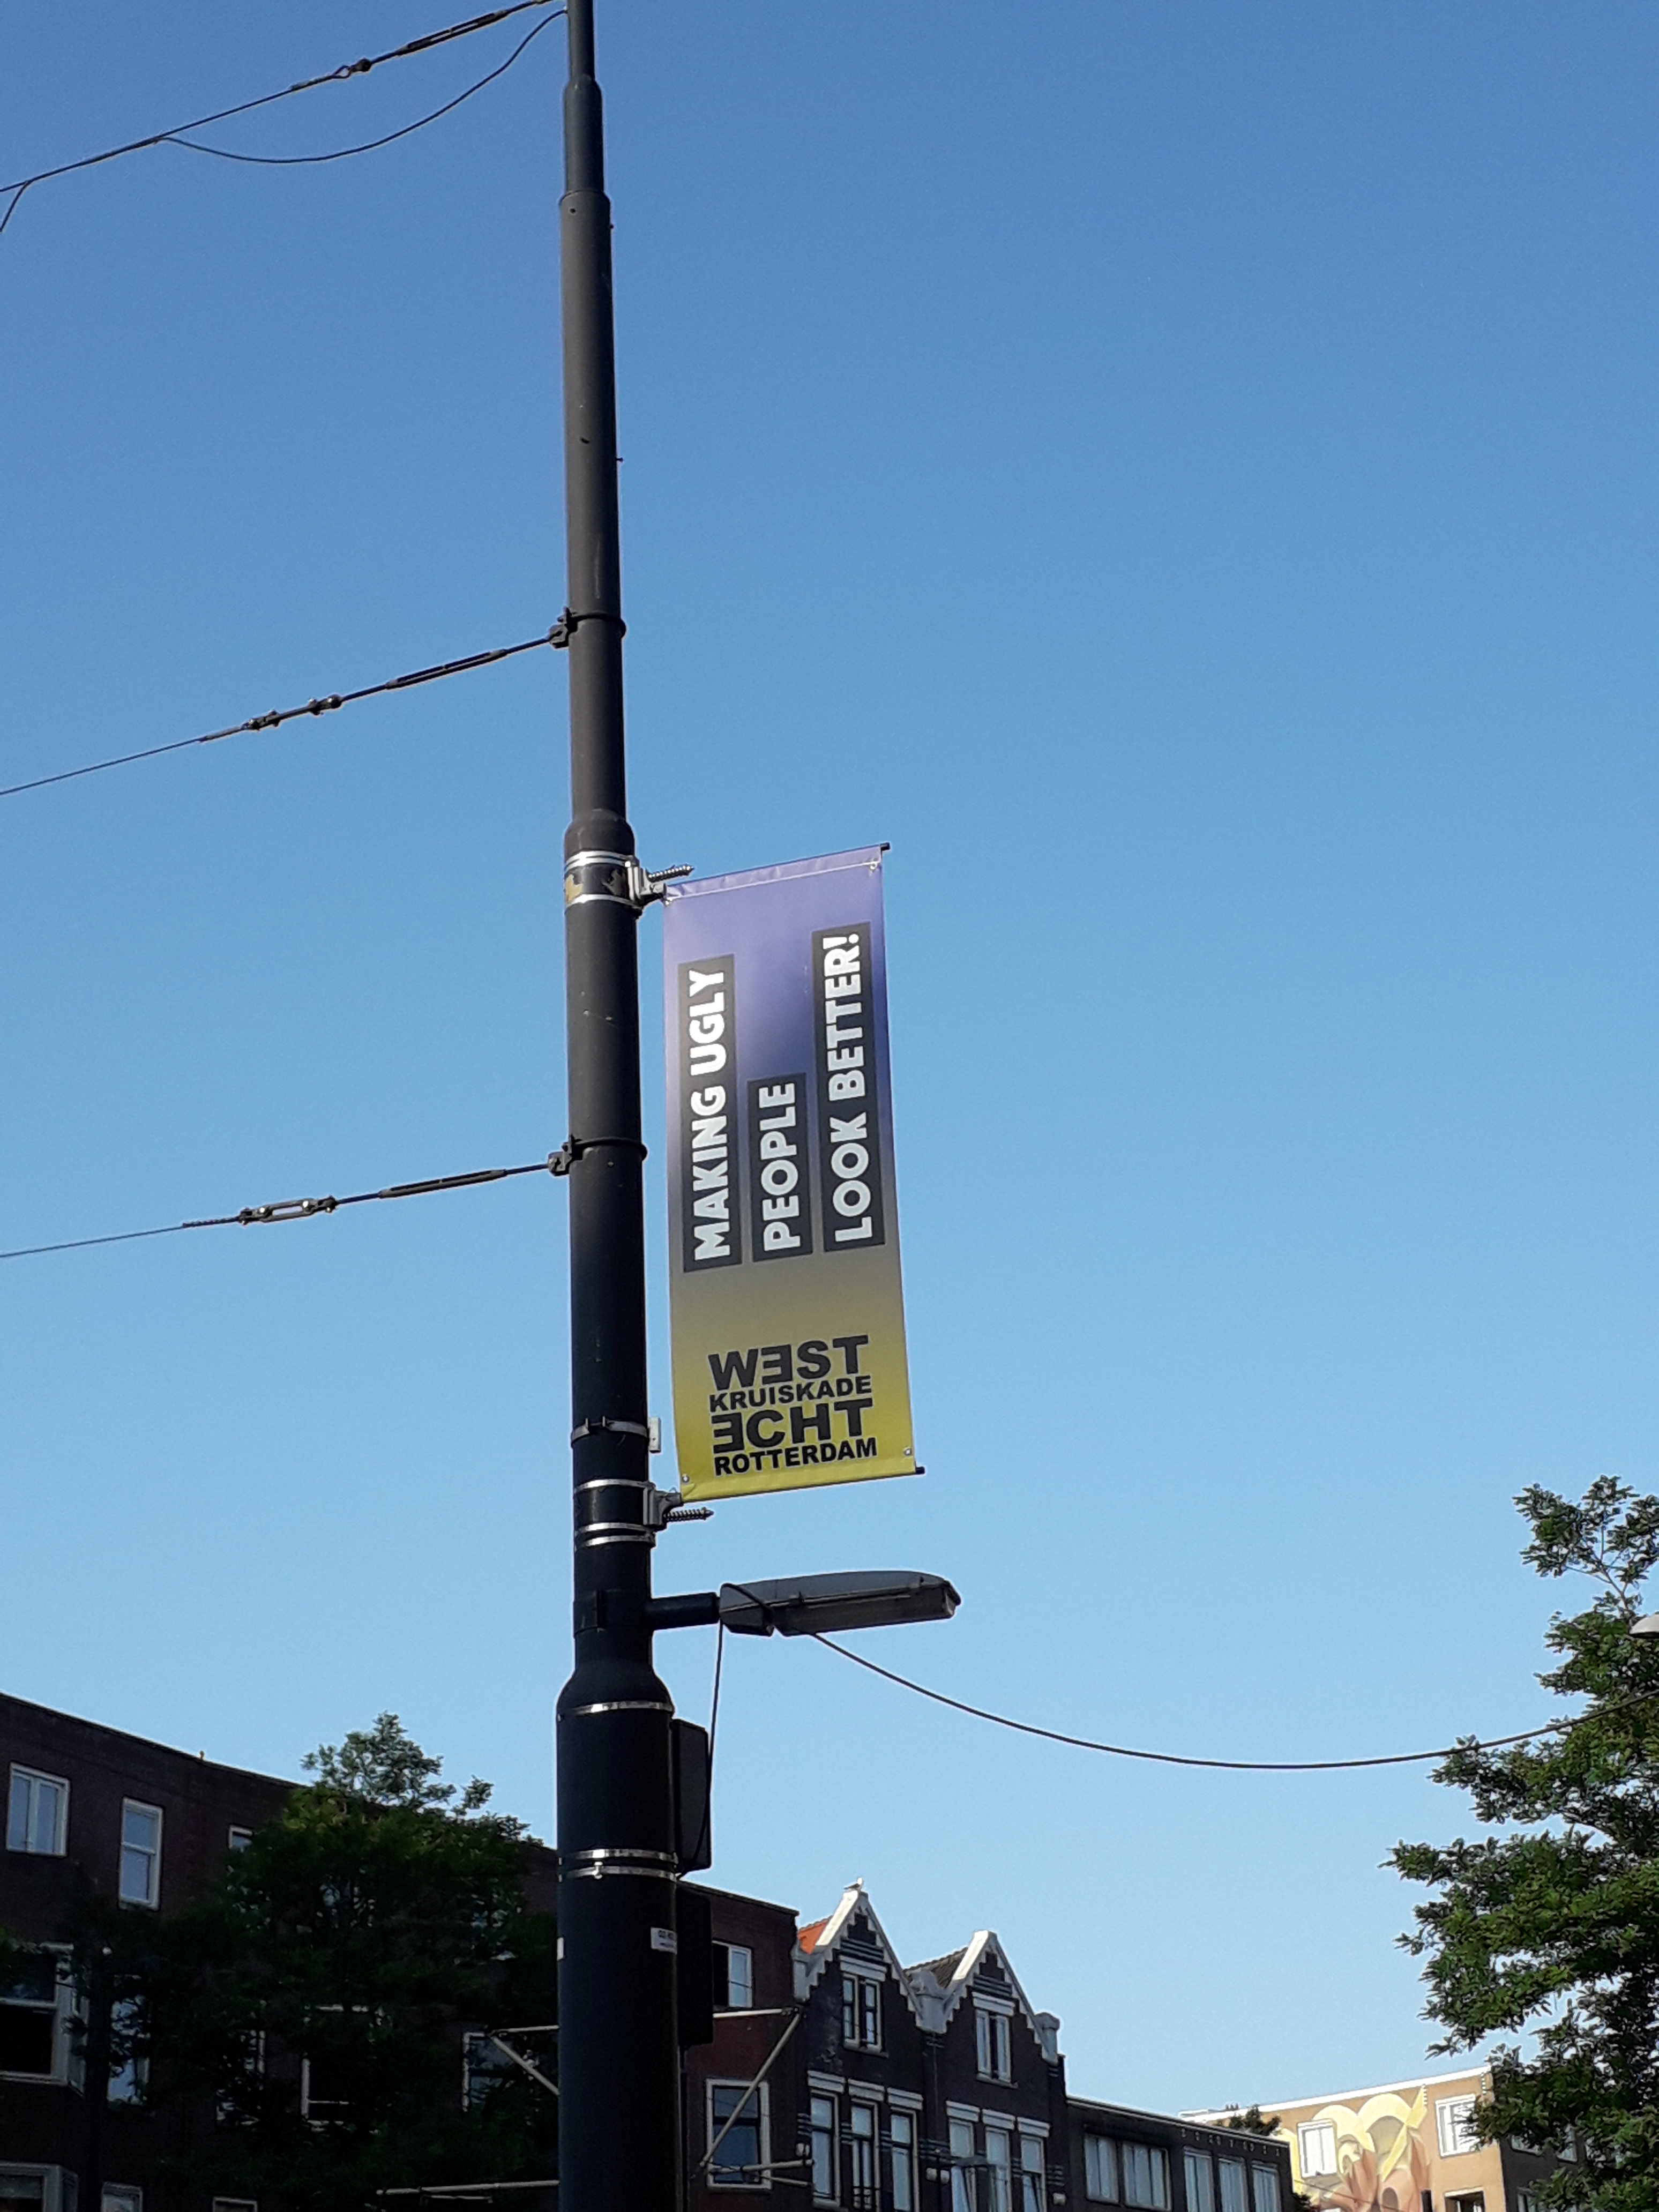 MAKING UGLY
PEOPLE
LOOK BETTER!
WEST
KRUISKADE
ECHT
ROTTERDAM